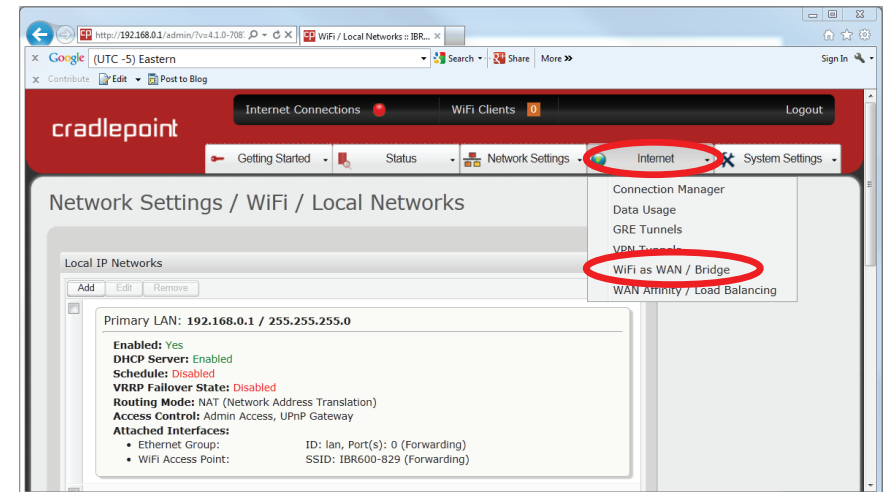 http://192.168.0.1/admin/?v=4.1.0-708
WiFi / Local Networks :: IBR...
x Google (UTC -5) Eastern Search Share More >> Sign In
x Contribute Edit Post to Blog
Internet Connections WiFi Clients 0 Logout
cradlepoint
Getting Started Status Network Settings Internet System Settings
Connection Manager
Data Usage
GRE Tunnels
VPN Tunnels
WiFi as WAN / Bridge
WAN Affinity / Load Balancing
Network Settings / WiFi / Local Networks
Local IP Networks
Add Edit Remove
Primary LAN: 192.168.0.1 / 255.255.255.0
Enabled: Yes
DHCP Server: Enabled
Schedule: Disabled
VRRP Failover State: Disabled
Routing Mode: NAT (Network Address Translation)
Access Control: Admin Access, UPnP Gateway
Attached Interfaces:
• Ethernet Group: ID: lan, Port(s): 0 (Forwarding)
• WiFi Access Point: SSID: IBR600-829 (Forwarding)